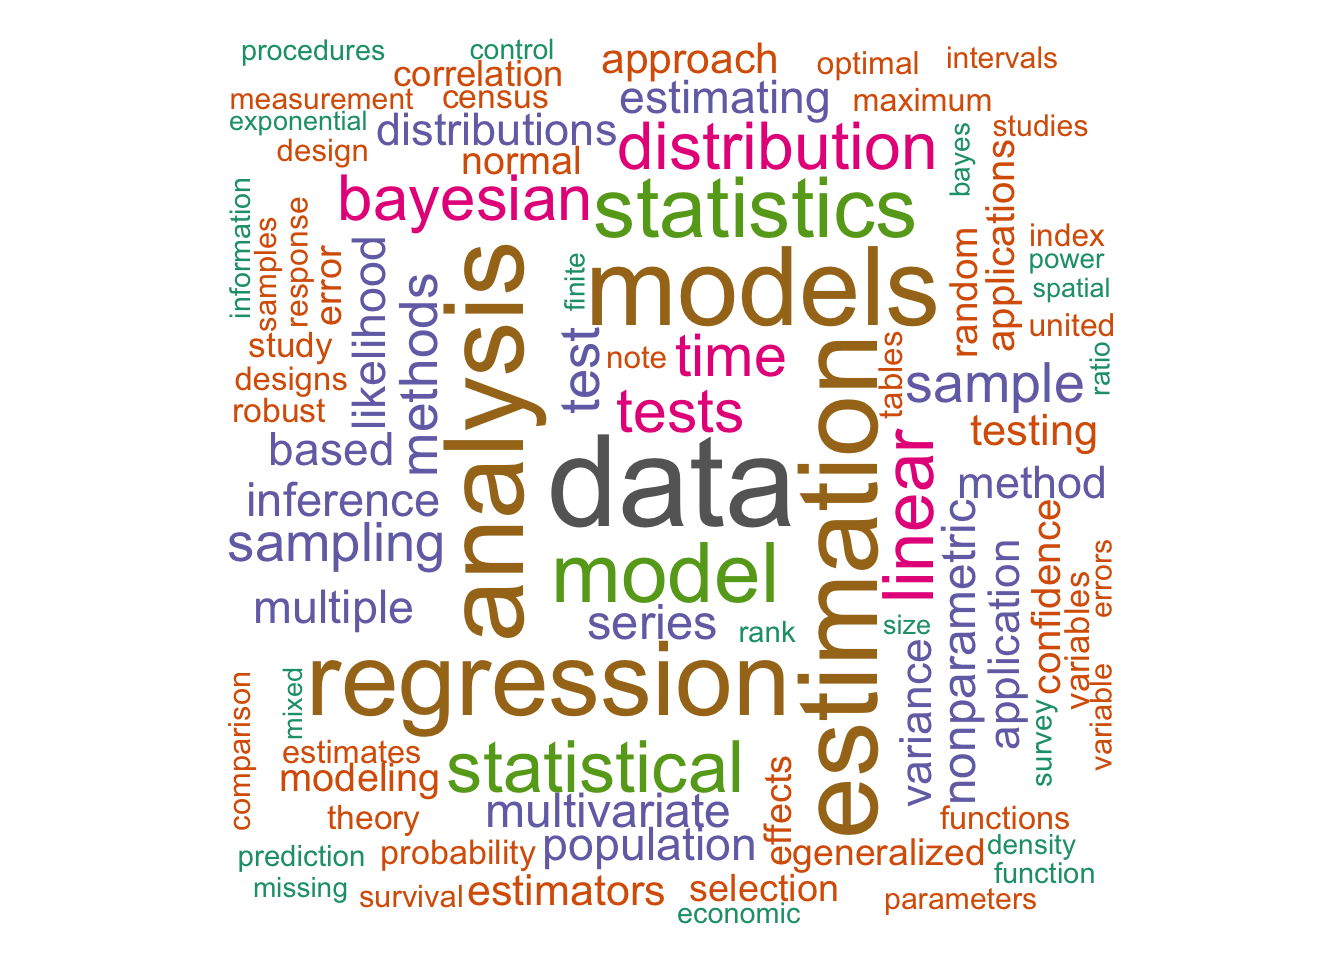 procedures
control
approach
optimal
intervals
correlation
measurement
census
estimating
maximum
exponential
distributions
distribution
bayes
studies
design
normal
bayesian
statistics
applications
information
samples
response
error
likelihood
methods
analysis
finite
models
random
index
power
spatial
united
study
test
note
time
tables
ratio
designs
sample
robust
tests
testing
based
data
estimation
linear
method
inference
sampling
model
nonparametric
application
confidence
variables
errors
multiple
series
rank
size
regression
variance
survey
variable
comparison
mixed
estimates
modeling
statistical
effects
theory
multivariate
functions
prediction
probability
population
generalized
density
missing
survival
estimators
selection
function
parameters
economic